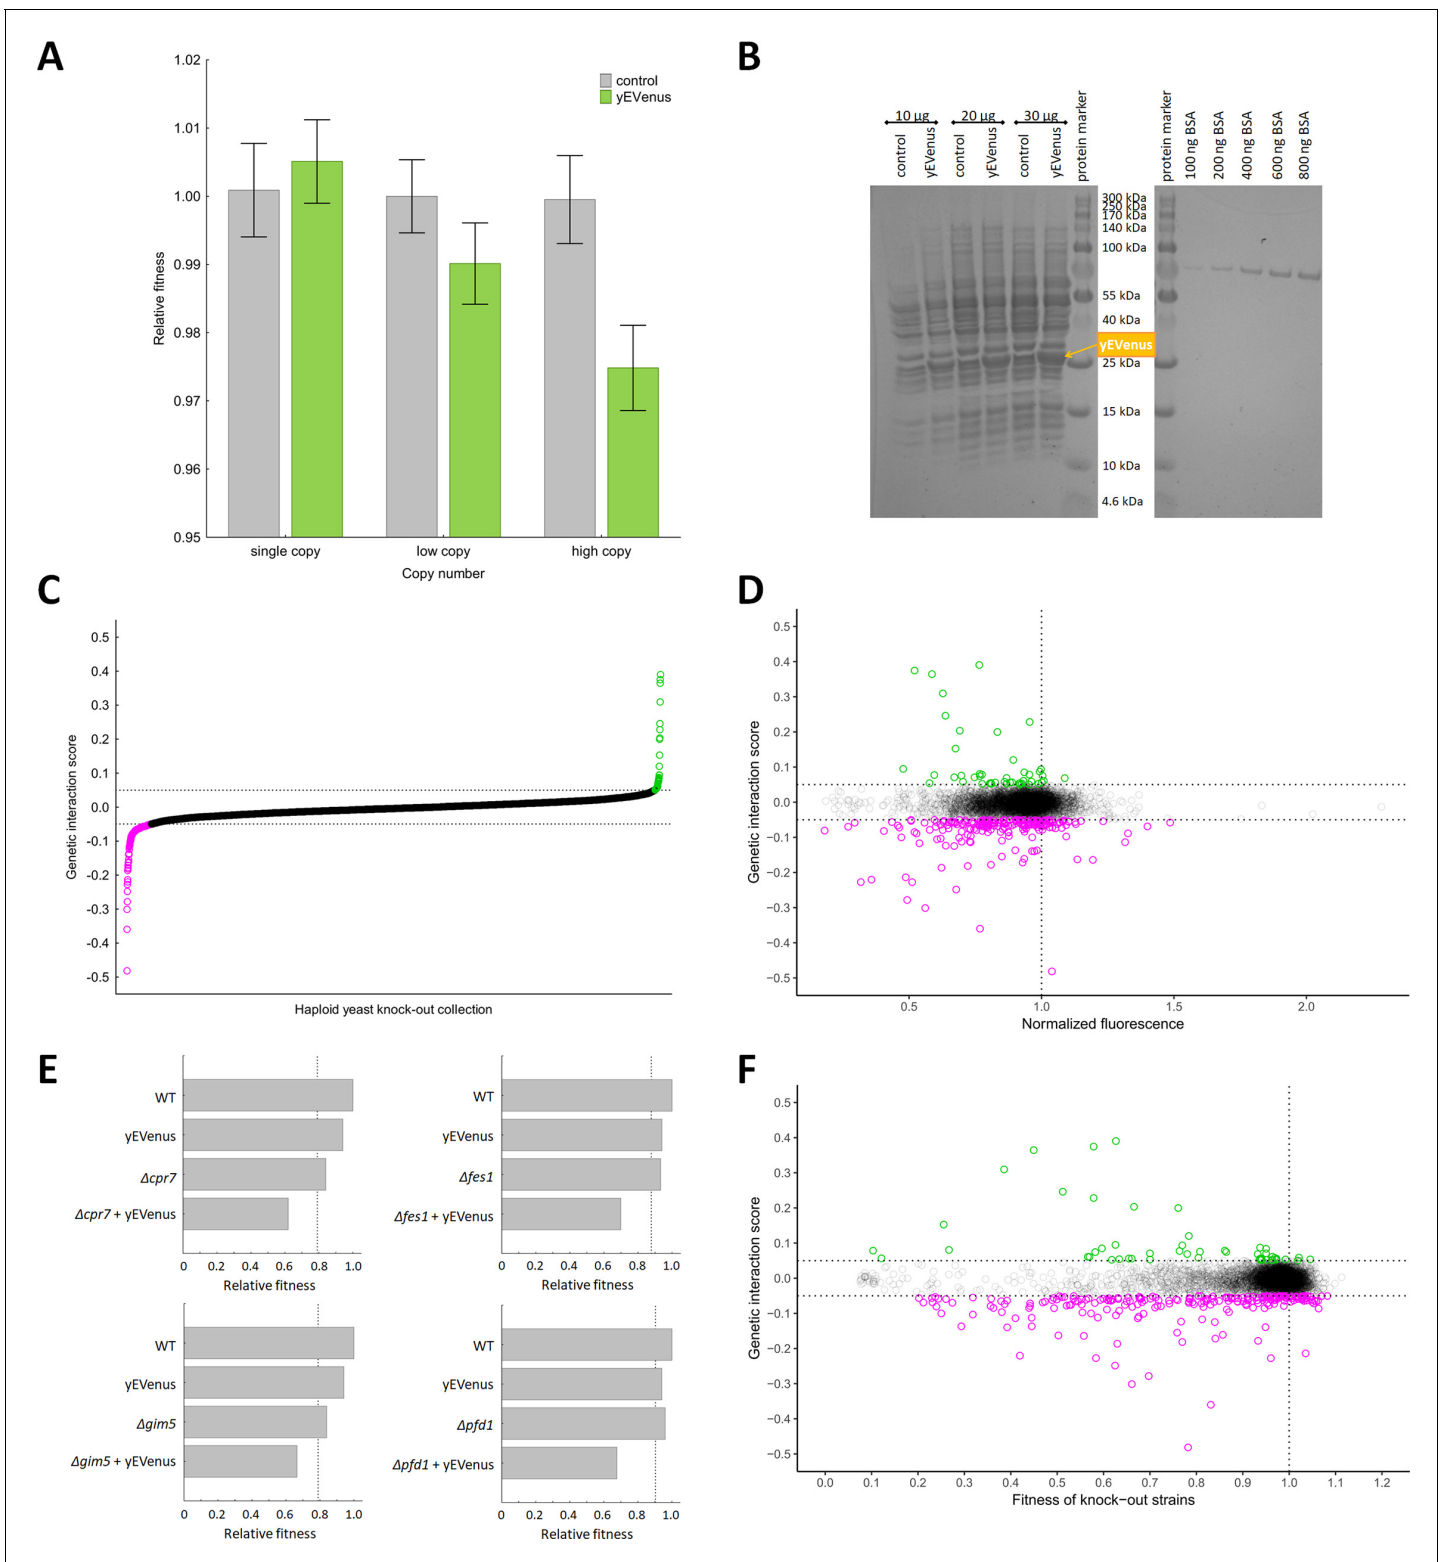 A
1.02
1.01
1.00
0.99
0.98
0.97
0.96
0.95
Relative fitness
control
yEVenus
single copy
low copy
high copy
Copy number
B
10 µg
20 µg
30 µg
control
yEVenus
control
yEVenus
control
yEVenus
protein marker
protein marker
100 ng BSA
200 ng BSA
400 ng BSA
600 ng BSA
800 ng BSA
300 kDa
250 kDa
170 kDa
140 kDa
100 kDa
55 kDa
40 kDa
yEVenus
25 kDa
15 kDa
10 kDa
4.6 kDa
C
0.5
0.4
0.3
0.2
0.1
0.0
-0.1
-0.2
-0.3
-0.4
-0.5
Genetic interaction score
Haploid yeast knock-out collection
D
0.5
0.4
0.3
0.2
0.1
0.0
−0.1
−0.2
−0.3
−0.4
−0.5
Genetic interaction score
0.5 1.0 1.5 2.0
Normalized fluorescence
E
WT
yEVenus
Δcpr7
Δcpr7 + yEVenus
0 0.2 0.4 0.6 0.8 1.0
Relative fitness
WT
yEVenus
Δfes1
Δfes1 + yEVenus
0 0.2 0.4 0.6 0.8 1.0
Relative fitness
WT
yEVenus
Δgim5
Δgim5 + yEVenus
0 0.2 0.4 0.6 0.8 1.0
Relative fitness
WT
yEVenus
Δpfd1
Δpfd1 + yEVenus
0 0.2 0.4 0.6 0.8 1.0
Relative fitness
F
0.5
0.4
0.3
0.2
0.1
0.0
−0.1
−0.2
−0.3
−0.4
−0.5
Genetic interaction score
0.0 0.1 0.2 0.3 0.4 0.5 0.6 0.7 0.8 0.9 1.0 1.1 1.2
Fitness of knock−out strains